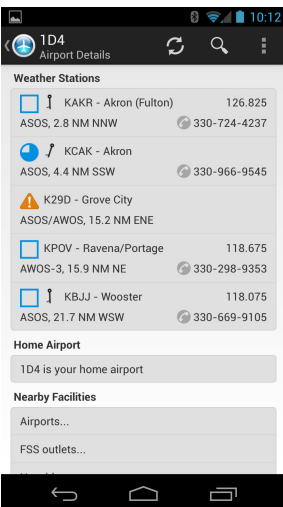 10:12
1D4
Airport Details
Weather Stations
KAKR - Akron (Fulton) 126.825
ASOS, 2.8 NM NNW 330-724-4237
KCAK - Akron
ASOS, 4.4 NM SSW 330-966-9545
K29D - Grove City
ASOS/AWOS, 15.2 NM ENE
KPOV - Ravena/Portage 118.675
AWOS-3, 15.9 NM NE 330-298-9353
KBJJ - Wooster 118.075
ASOS, 21.7 NM WSW 330-669-9105
Home Airport
1D4 is your home airport
Nearby Facilities
Airports...
FSS outlets...